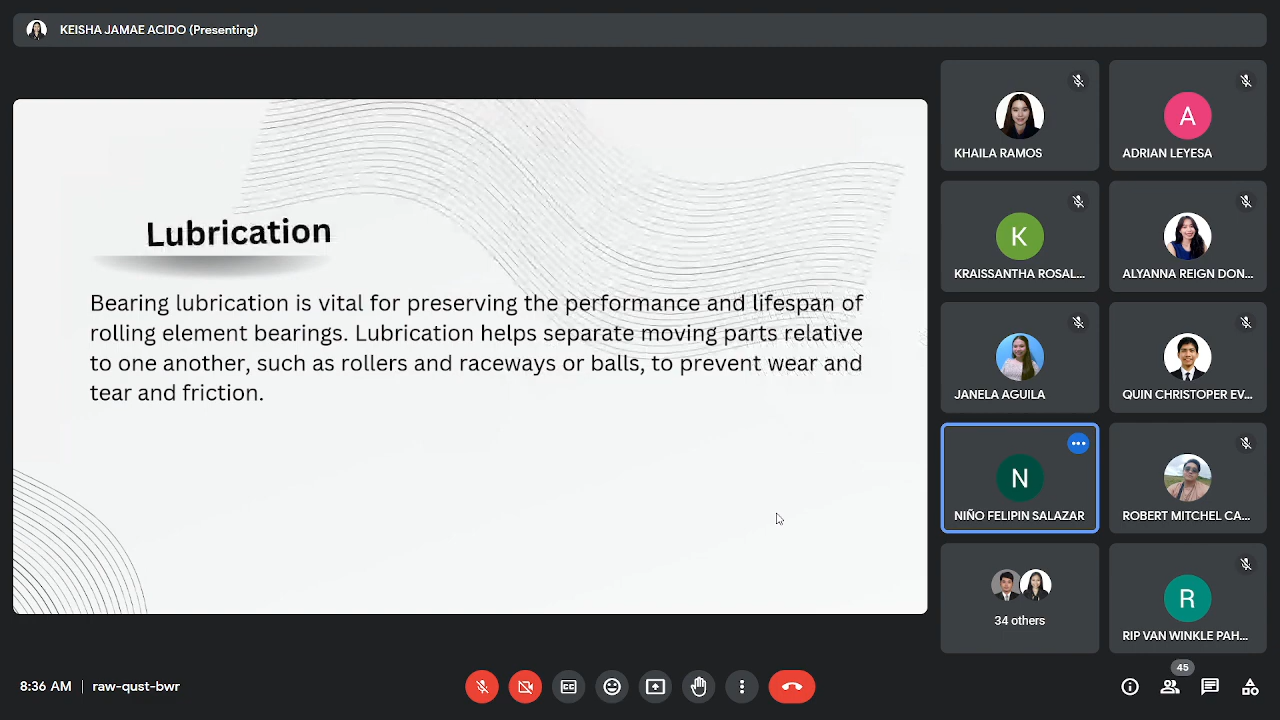 KEISHA JAMAE ACIDO (Presenting)
Lubrication
Bearing lubrication is vital for preserving the performance and lifespan of
rolling element bearings. Lubrication helps separate moving parts relative
to one another, such as rollers and raceways or balls, to prevent wear and
tear and friction.
KHAILA RAMOS
A
ADRIAN LEYESA
K
KRAISSANTHA ROSAL...
ALYANNA REIGN DON...
JANELA AGUILA
QUIN CHRISTOPER EV...
N
NIÑO FELIPIN SALAZAR
ROBERT MITCHEL CA...
34 others
R
RIP VAN WINKLE PAH...
8:36 AM | raw-qust-bwr
45